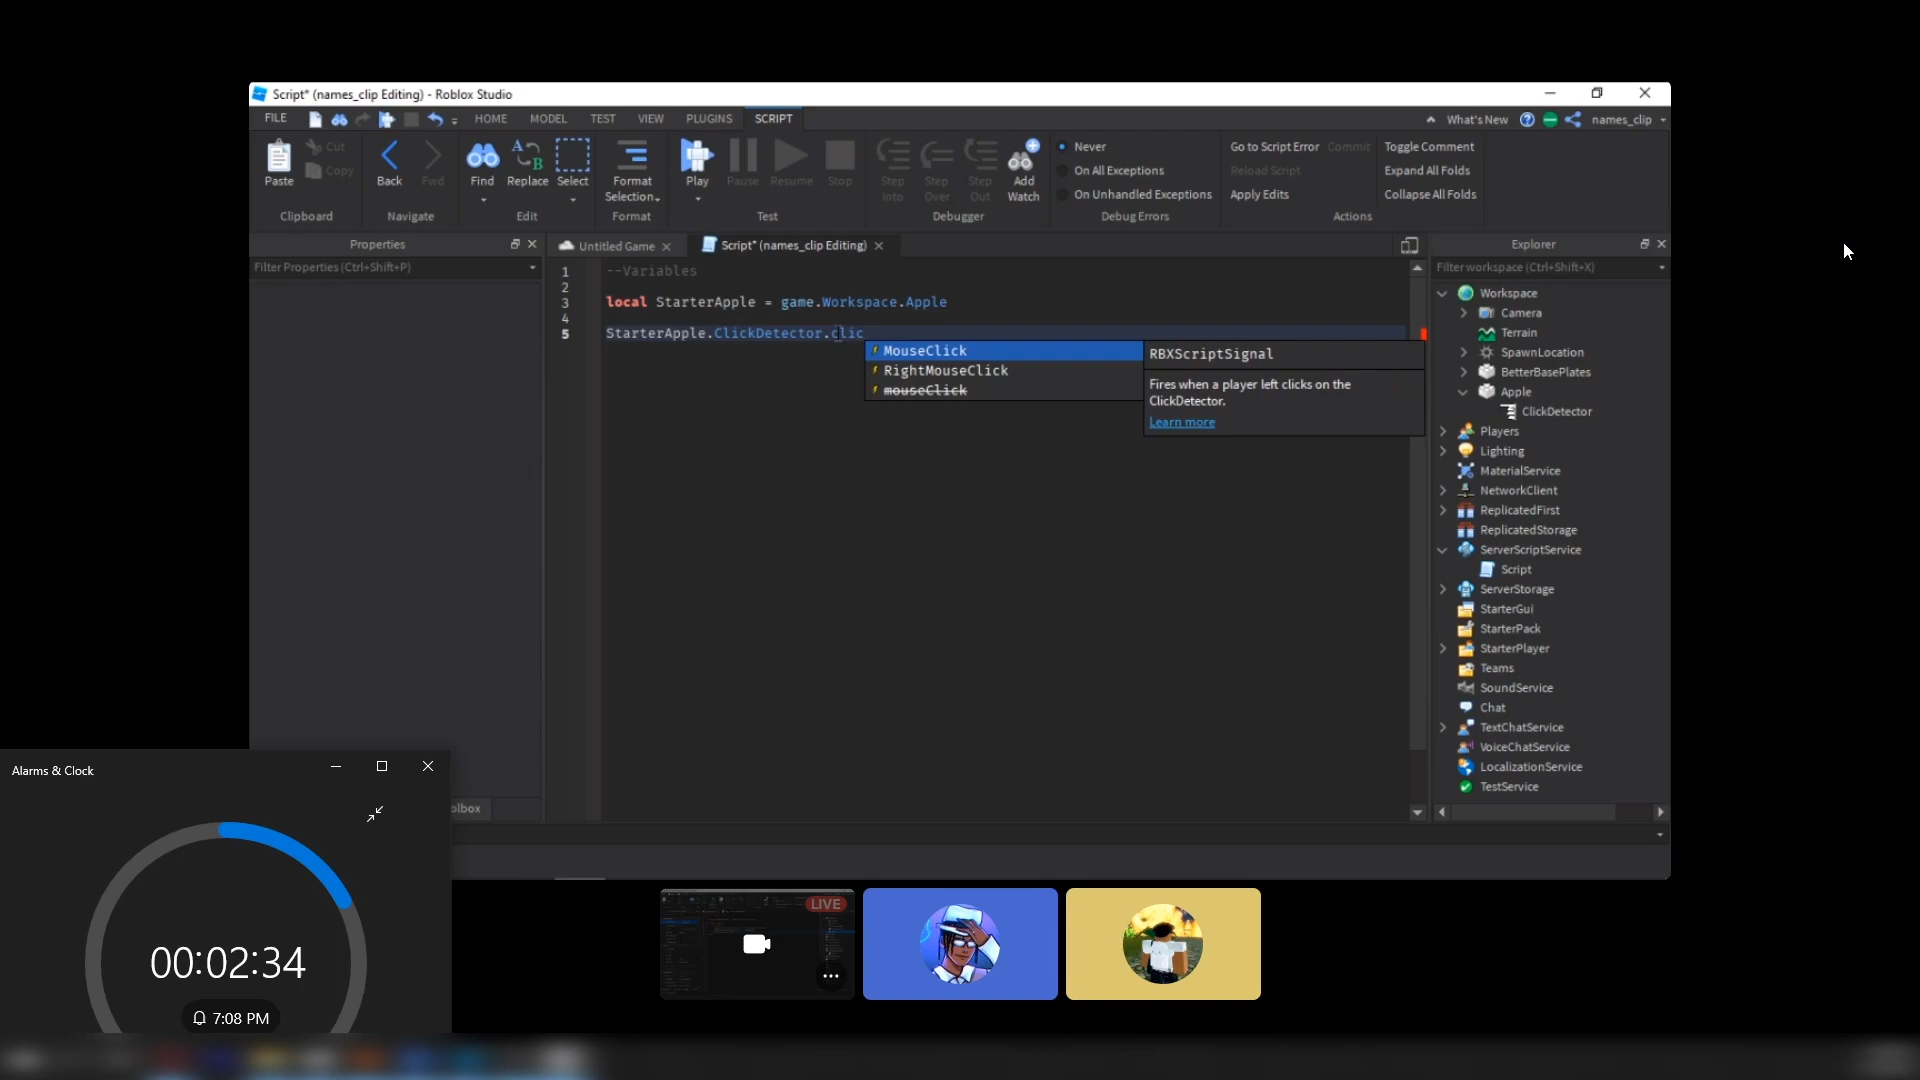 Script* (names_clip Editing) - Roblox Studio
FILE HOME MODEL TEST VIEW PLUGINS SCRIPT What's New names_clip
Paste Cut Copy Clipboard
Back Fwd Navigate
Find Replace Select Edit
Format Selection Format
Play Pause Resume Stop Test
Step Into Step Over Step Out Add Watch Debugger
Never
On All Exceptions
On Unhandled Exceptions
Debug Errors
Go to Script Error Commit
Reload Script
Apply Edits
Toggle Comment
Expand All Folds
Collapse All Folds
Actions
Properties
Filter Properties (Ctrl+Shift+P)
Untitled Game
Script* (names_clip Editing)
1 --Variables
2
3 local StarterApple = game.Workspace.Apple
4
5 StarterApple.ClickDetector.clic
MouseClick
RightMouseClick
mouseClick
RBXScriptSignal
Fires when a player left clicks on the
ClickDetector.
Learn more
Explorer
Filter workspace (Ctrl+Shift+X)
Workspace
Camera
Terrain
SpawnLocation
BetterBasePlates
Apple
ClickDetector
Players
Lighting
MaterialService
NetworkClient
ReplicatedFirst
ReplicatedStorage
ServerScriptService
Script
ServerStorage
StarterGui
StarterPack
StarterPlayer
Teams
SoundService
Chat
TextChatService
VoiceChatService
LocalizationService
TestService
olbox
Alarms & Clock
00:02:34
7:08 PM
LIVE